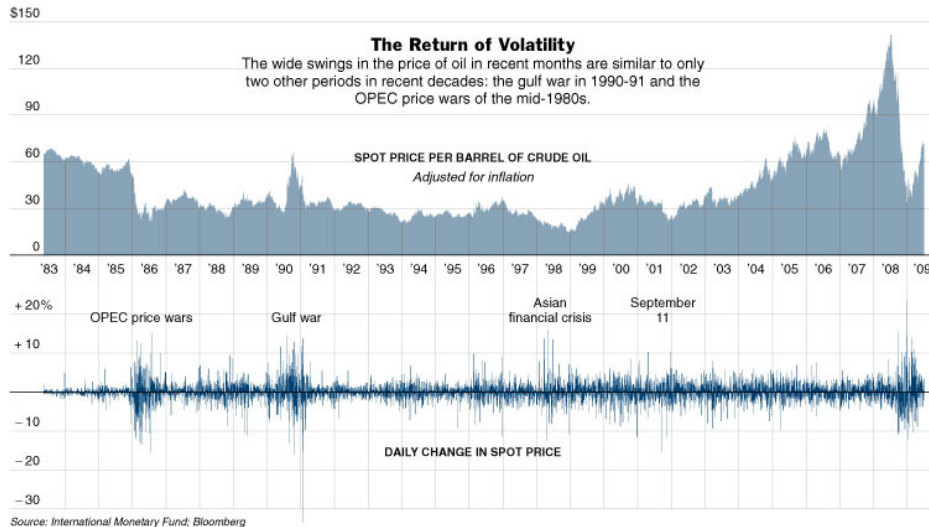 $150
The Return of Volatility
The wide swings in the price of oil in recent months are similar to only
two other periods in recent decades: the gulf war in 1990-91 and the
OPEC price wars of the mid-1980s.
120
90
60
SPOT PRICE PER BARREL OF CRUDE OIL
Adjusted for inflation
30
0
'83 '84 '85 '86 '87 '88 '89 '90 '91 '92 '93 '94 '95 '96 '97 '98 '99 '00 '01 '02 '03 '04 '05 '06 '07 '08 '09
+20%
OPEC price wars
Gulf war
Asian
financial crisis
September
11
+10
0
−10
DAILY CHANGE IN SPOT PRICE
−20
−30
Source: International Monetary Fund; Bloomberg